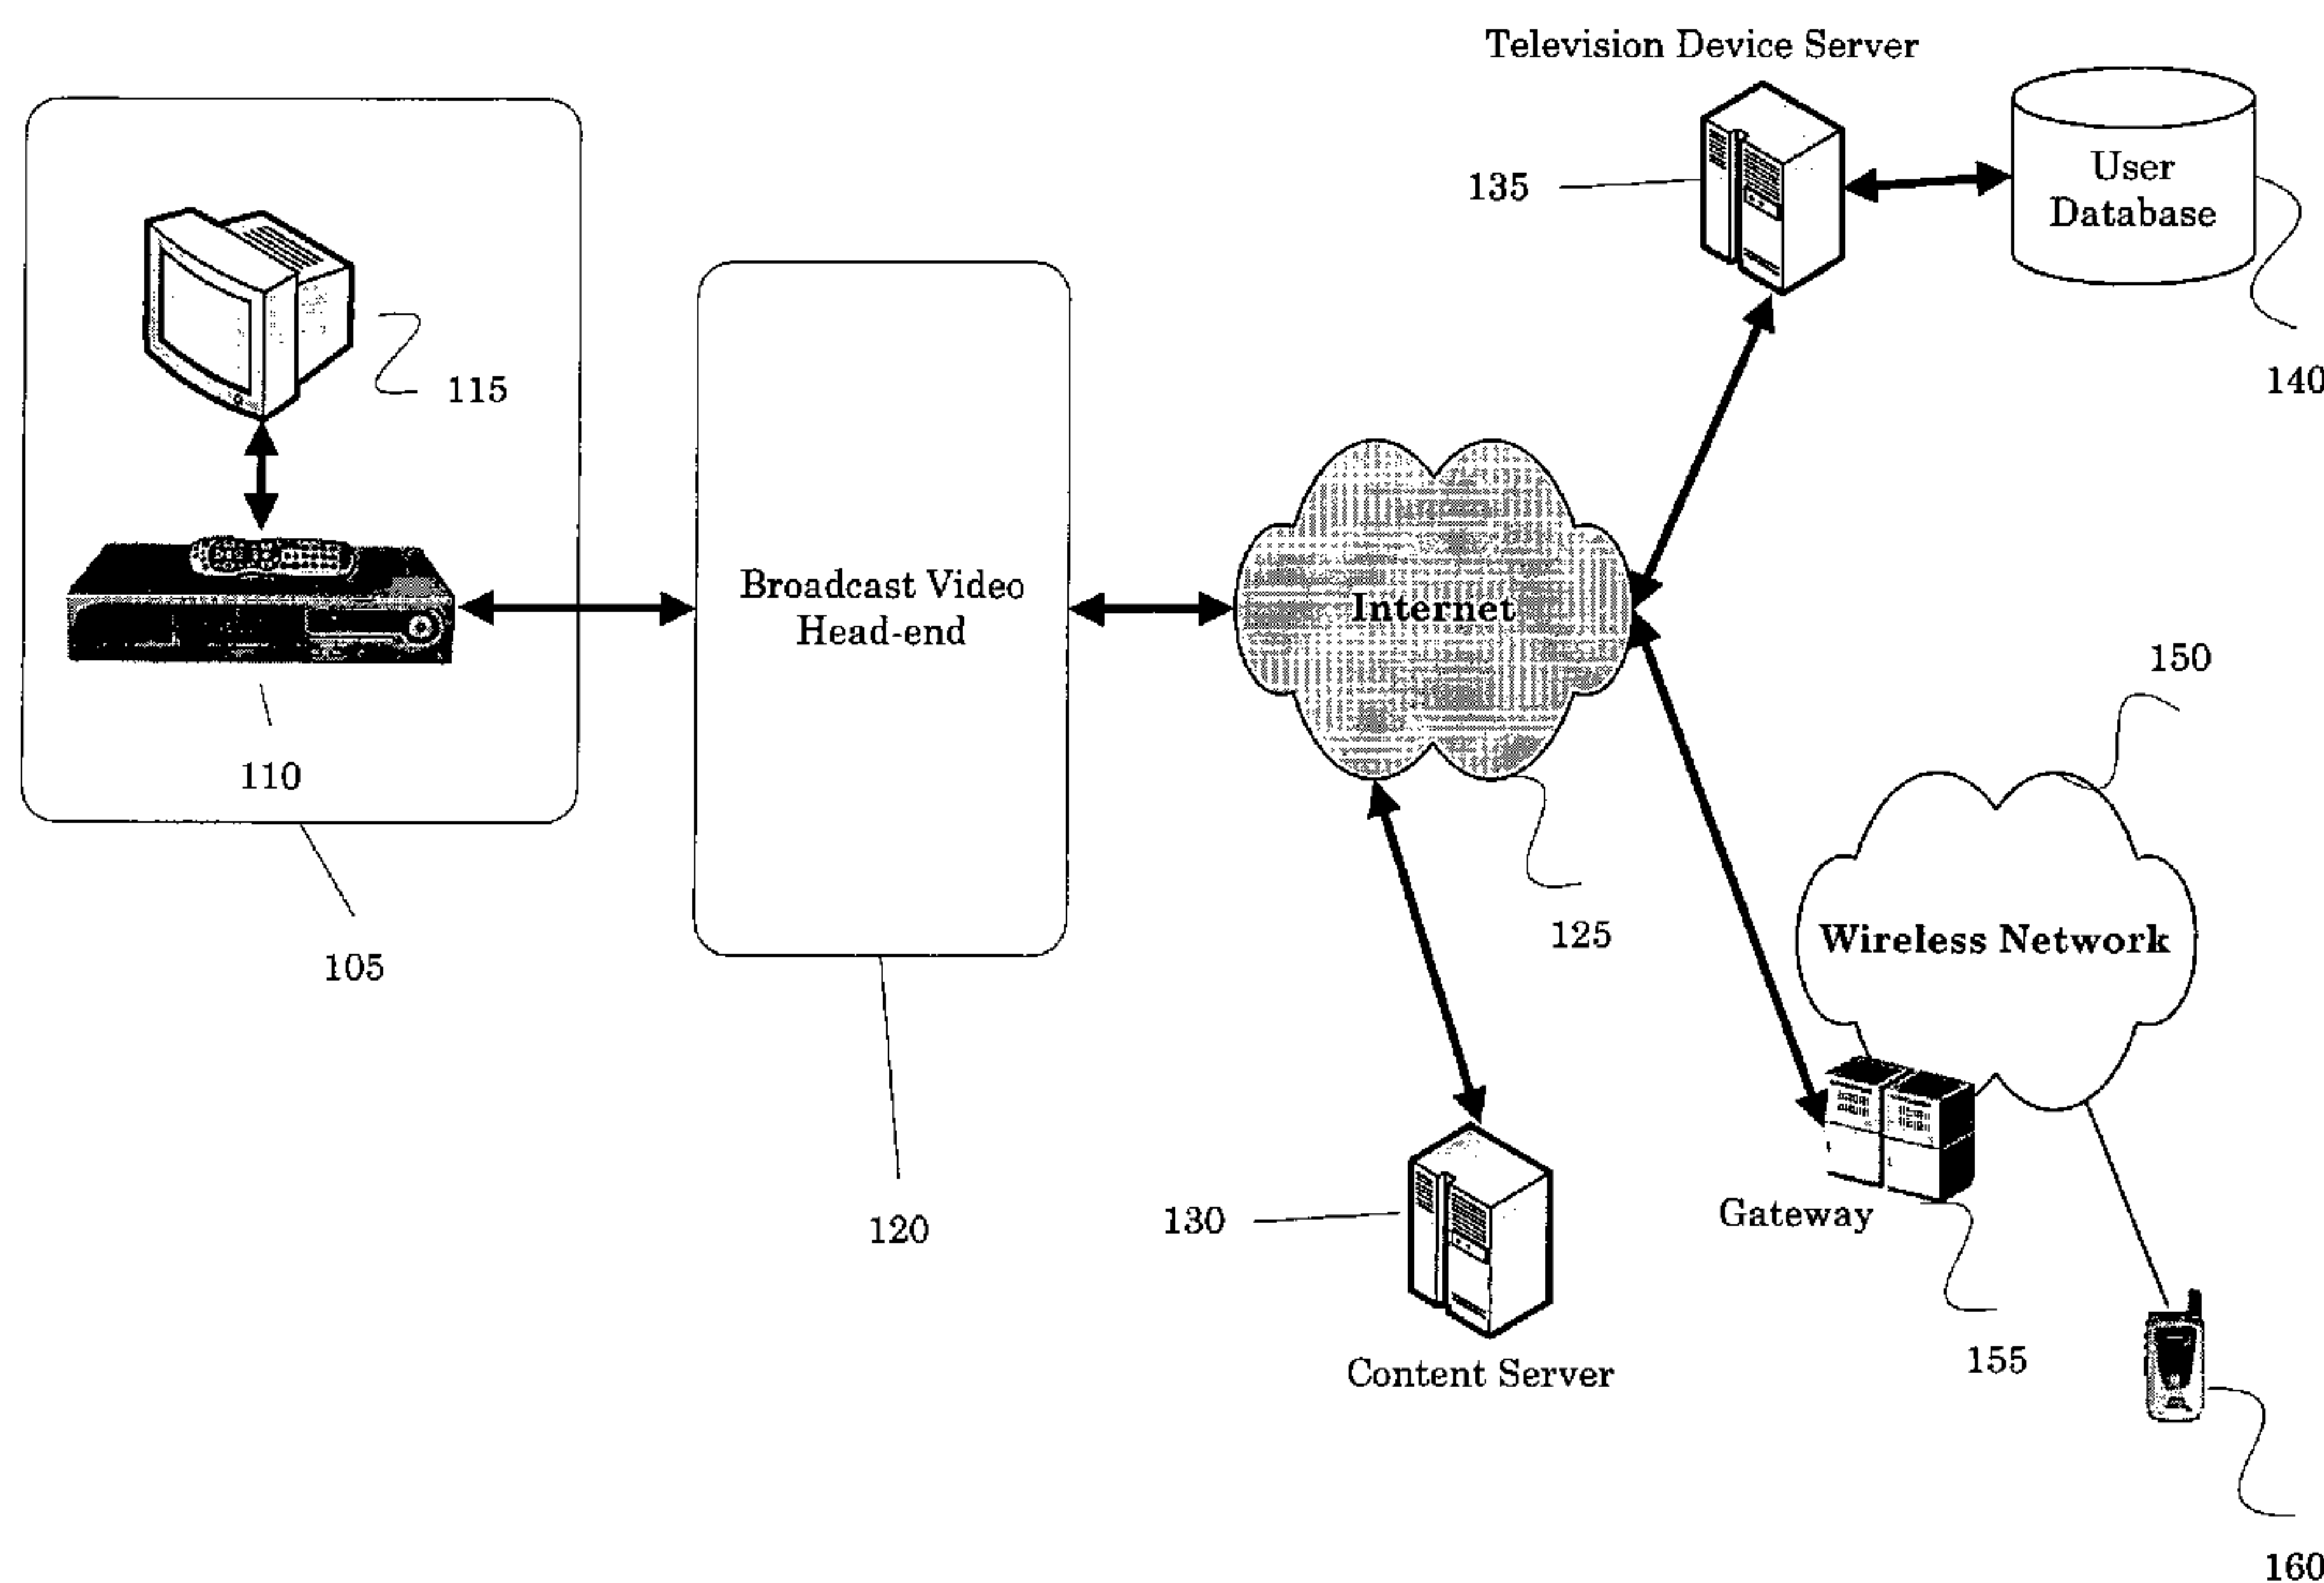 Television Device Server
135
User
Database
140
115
110
105
Broadcast Video
Head-end
120
Internet
125
150
Wireless Network
130
Content Server
Gateway
155
160